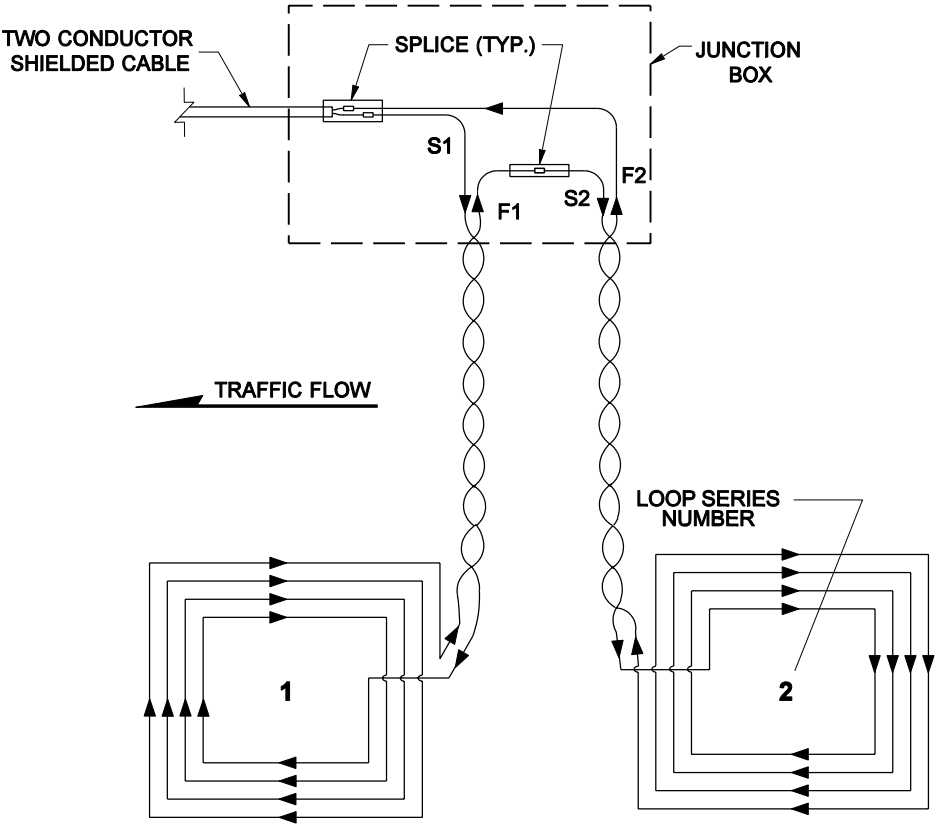 TWO CONDUCTOR
SHIELDED CABLE
SPLICE (TYP.)
JUNCTION
BOX
S1
F1
S2
F2
TRAFFIC FLOW
LOOP SERIES
NUMBER
1
2